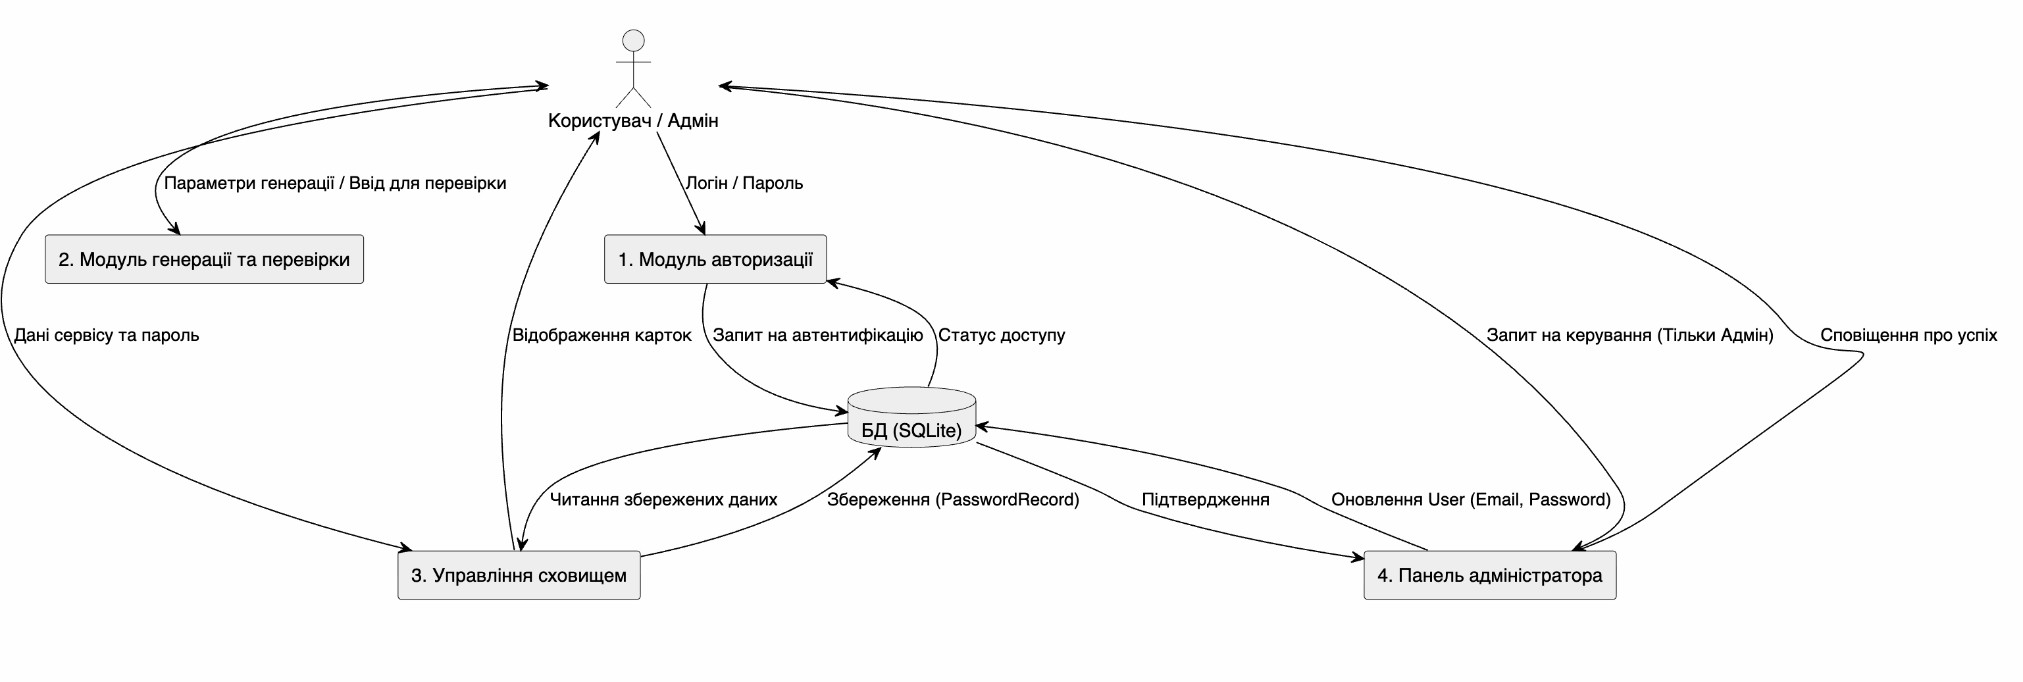 Користувач / Адмін
Параметри генерації / Ввід для перевірки
Логін / Пароль
2. Модуль генерації та перевірки
1. Модуль авторизації
Дані сервісу та пароль
Відображення карток
Запит на автентифікацію
Статус доступу
Запит на керування (Тільки Адмін)
Сповіщення про успіх
БД (SQLite)
Читання збережених даних
Збереження (PasswordRecord)
Підтвердження
Оновлення User (Email, Password)
3. Управління сховищем
4. Панель адміністратора